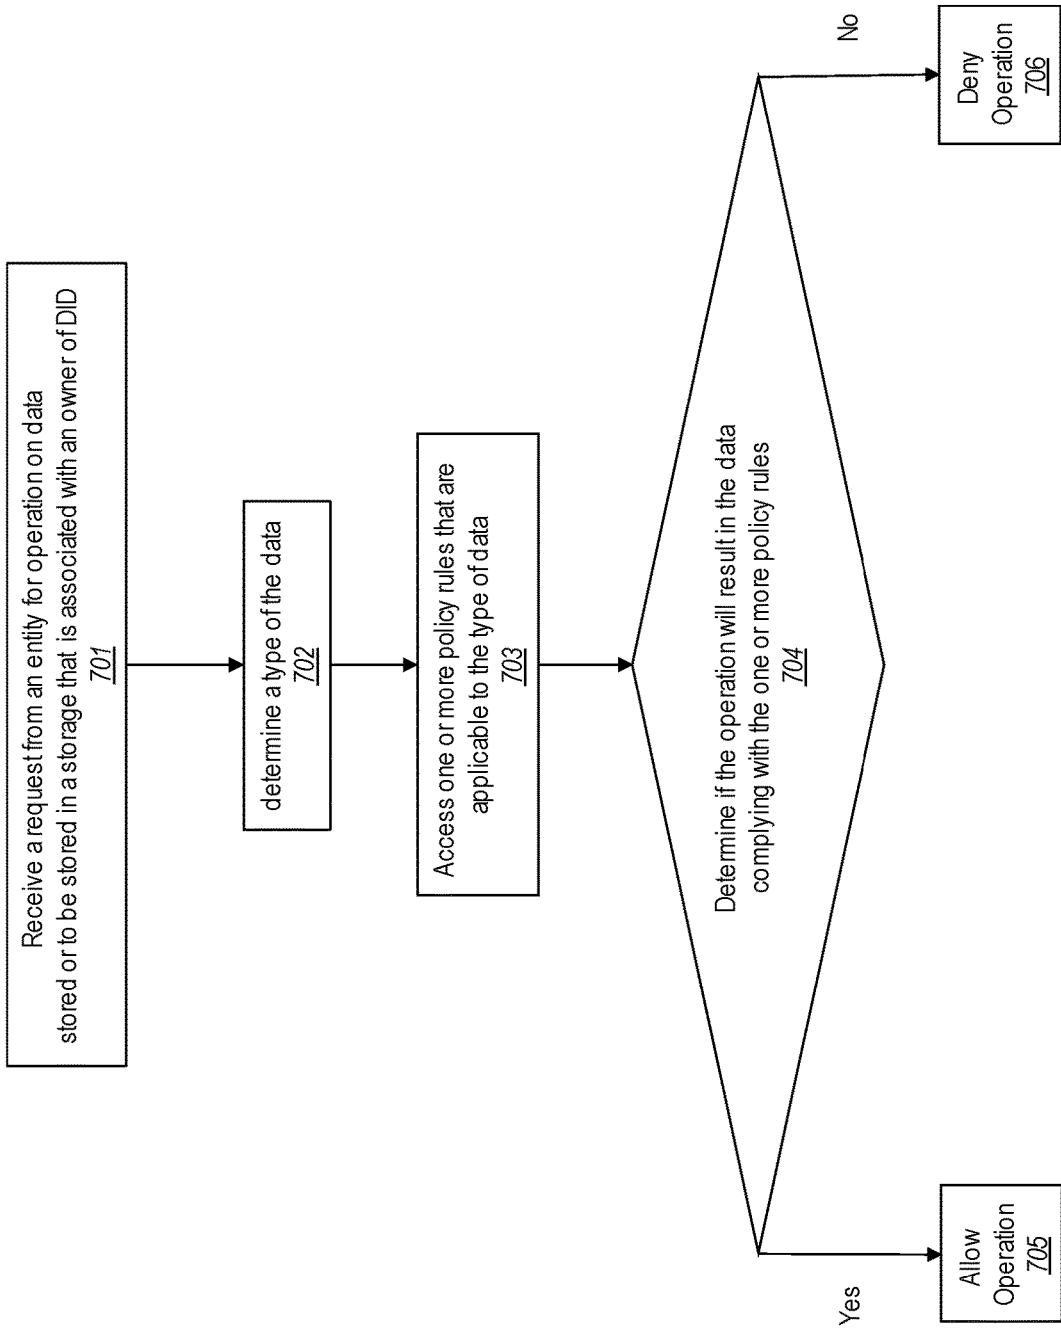 Receive a request from an entity for operation on data
stored or to be stored in a storage that is associated with an owner of DID
701
determine a type of the data
702
Access one or more policy rules that are
applicable to the type of data
703
Determine if the operation will result in the data
complying with the one or more policy rules
704
Yes
No
Allow
Operation
705
Deny
Operation
706